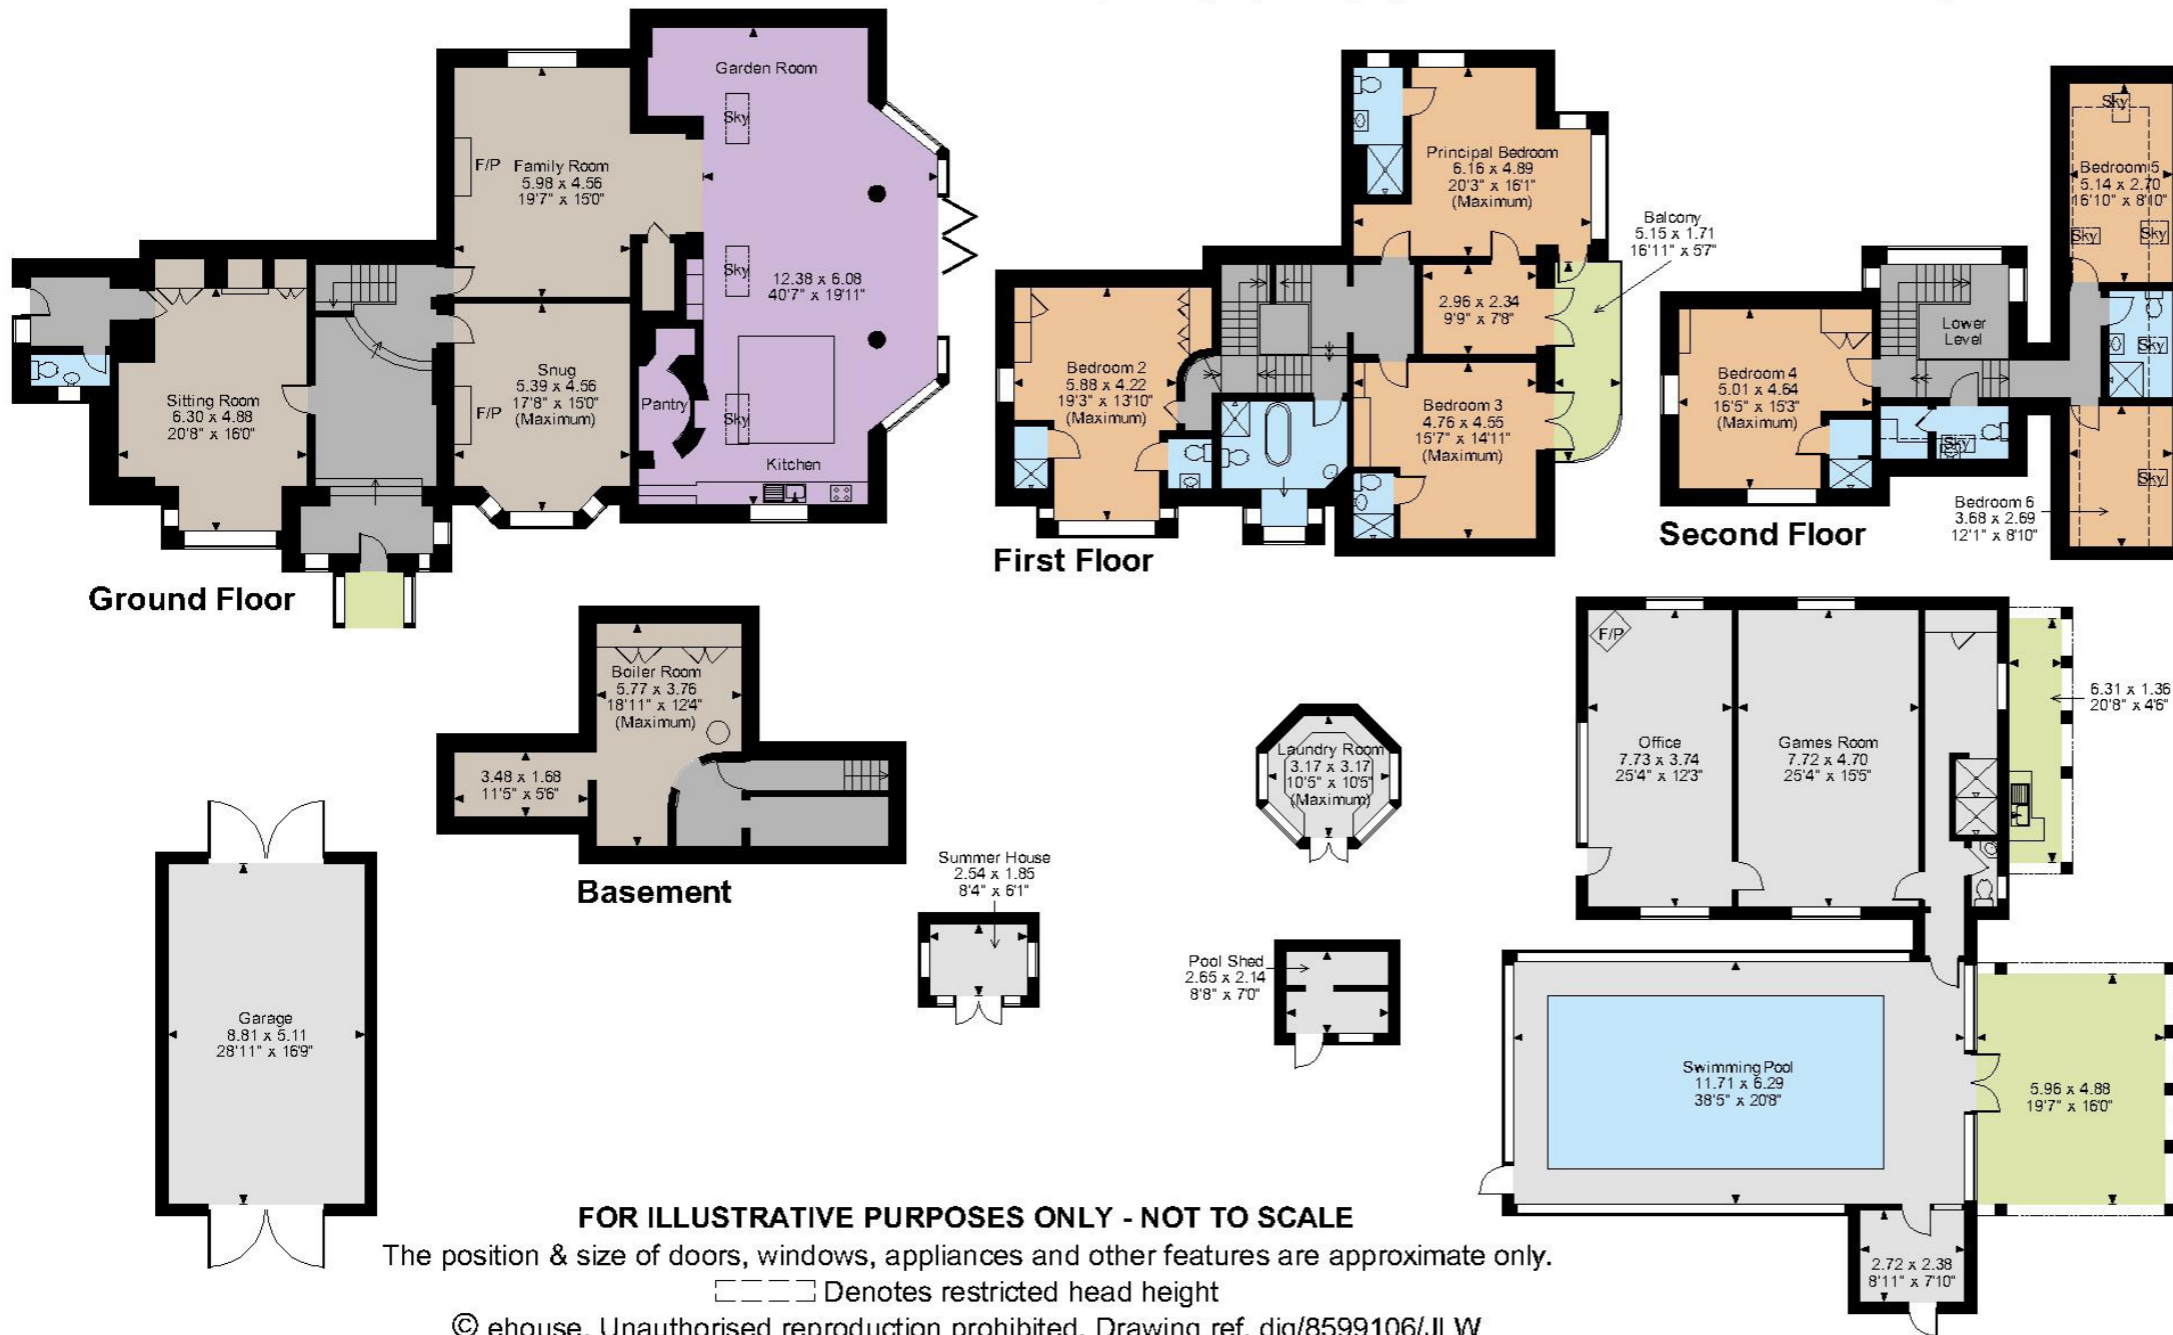 Garden Room
Sky
F/P
Family Room
5.98 x 4.56
19'7" x 15'0"
Sky
12.38 x 6.08
40'7" x 19'11"
Sitting Room
6.30 x 4.88
20'8" x 16'0"
F/P
Snug
5.39 x 4.56
17'8" x 15'0"
(Maximum)
Pantry
Sky
Kitchen
Ground Floor
Principal Bedroom
6.16 x 4.89
20'3" x 16'1"
(Maximum)
Balcony
5.15 x 1.71
16'11" x 5'7"
2.96 x 2.34
9'9" x 7'8"
Bedroom 2
5.88 x 4.22
19'3" x 13'10"
(Maximum)
Bedroom 3
4.76 x 4.55
15'7" x 14'11"
(Maximum)
First Floor
Sky
Bedroom 5
5.14 x 2.70
16'10" x 8'10"
Sky
Sky
Lower
Level
Sky
Bedroom 4
5.01 x 4.64
16'5" x 15'3"
(Maximum)
Sky
Sky
Bedroom 6
3.68 x 2.69
12'1" x 8'10"
Second Floor
Boiler Room
5.77 x 3.76
18'11" x 12'4"
(Maximum)
3.48 x 1.68
11'5" x 5'6"
Basement
Laundry Room
3.17 x 3.17
10'5" x 10'5"
(Maximum)
F/P
Office
7.73 x 3.74
25'4" x 12'3"
Games Room
7.72 x 4.70
25'4" x 15'5"
6.31 x 1.36
20'8" x 4'6"
Summer House
2.54 x 1.85
8'4" x 6'1"
Pool Shed
2.65 x 2.14
8'8" x 7'0"
Garage
8.81 x 5.11
28'11" x 16'9"
Swimming Pool
11.71 x 6.29
38'5" x 20'8"
5.96 x 4.88
19'7" x 16'0"
2.72 x 2.38
8'11" x 7'10"
FOR ILLUSTRATIVE PURPOSES ONLY - NOT TO SCALE
The position & size of doors, windows, appliances and other features are approximate only.
Denotes restricted head height
© ehouse. Unauthorised reproduction prohibited. Drawing ref. dig/8599106/JLW